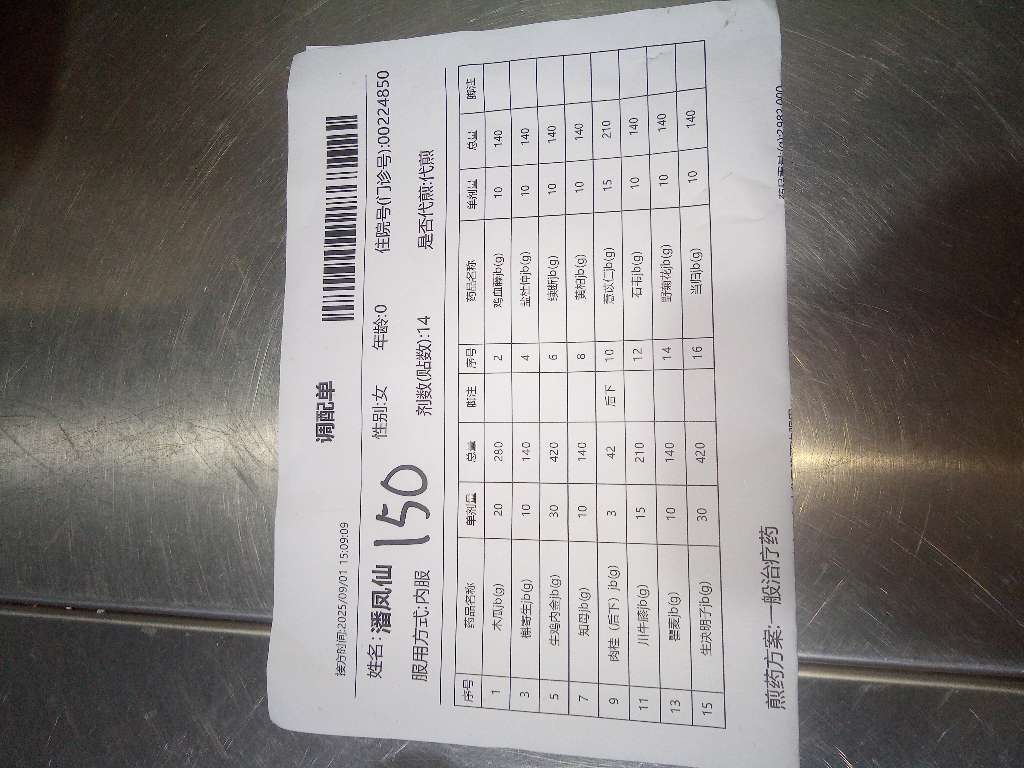 调配单
接方时间:2025/09/01 15:09:09
姓名:潘凤仙 性别:女 年龄:0 住院号(门诊号):00224850
150
服用方式:内服 剂数(贴数):14 是否代煎:代煎
序号 药品名称 单剂量 总量 脚注 序号 药品名称 单剂量 总量 脚注
1 木瓜jb(g) 20 280 2 鸡血藤jb(g) 10 140
3 槲寄生jb(g) 10 140 4 盐杜仲jb(g) 10 140
5 生鸡内金jb(g) 30 420 6 续断jb(g) 10 140
7 知母jb(g) 10 140 8 黄柏jb(g) 10 140
9 肉桂（后下）jb(g) 3 42 后下 10 薏苡仁jb(g) 15 210
11 川牛膝jb(g) 15 210 12 石韦jb(g) 10 140
13 瞿麦jb(g) 10 140 14 野菊花jb(g) 10 140
15 生决明子jb(g) 30 420 16 当归jb(g) 10 140
煎药方案:一般治疗药